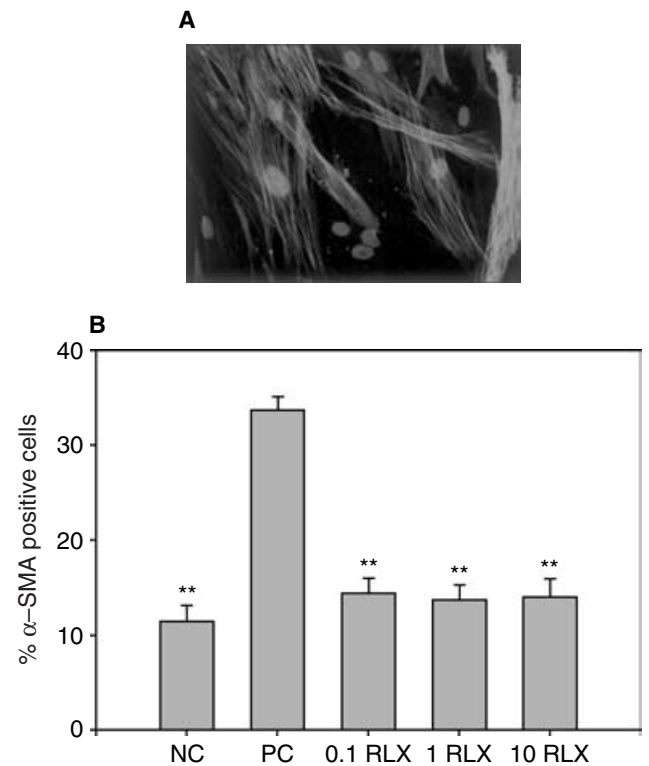 A
B
40
30
20
10
0
% α–SMA positive cells
**
**
**
**
NC PC 0.1 RLX 1 RLX 10 RLX